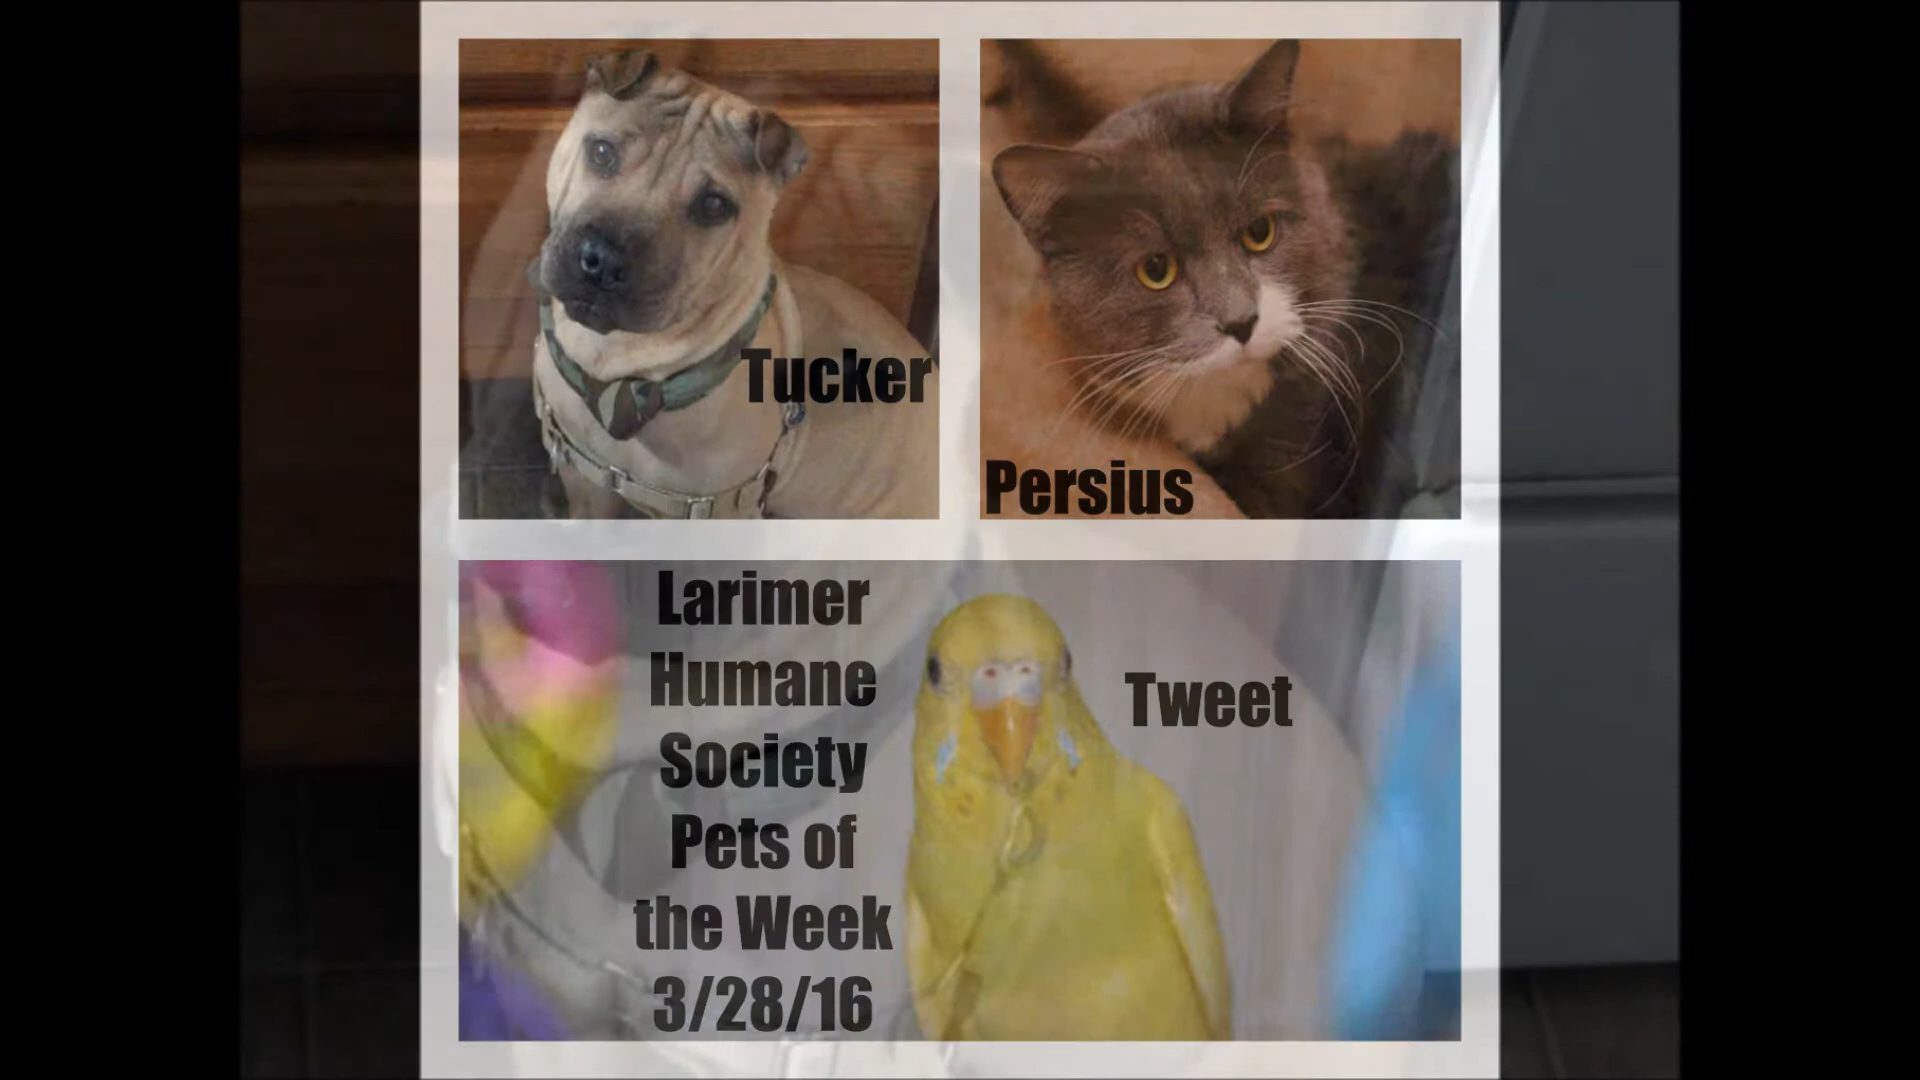 Tucker
Persius
Larimer
Humane
Society
Pets of
the Week
3/28/16
Tweet